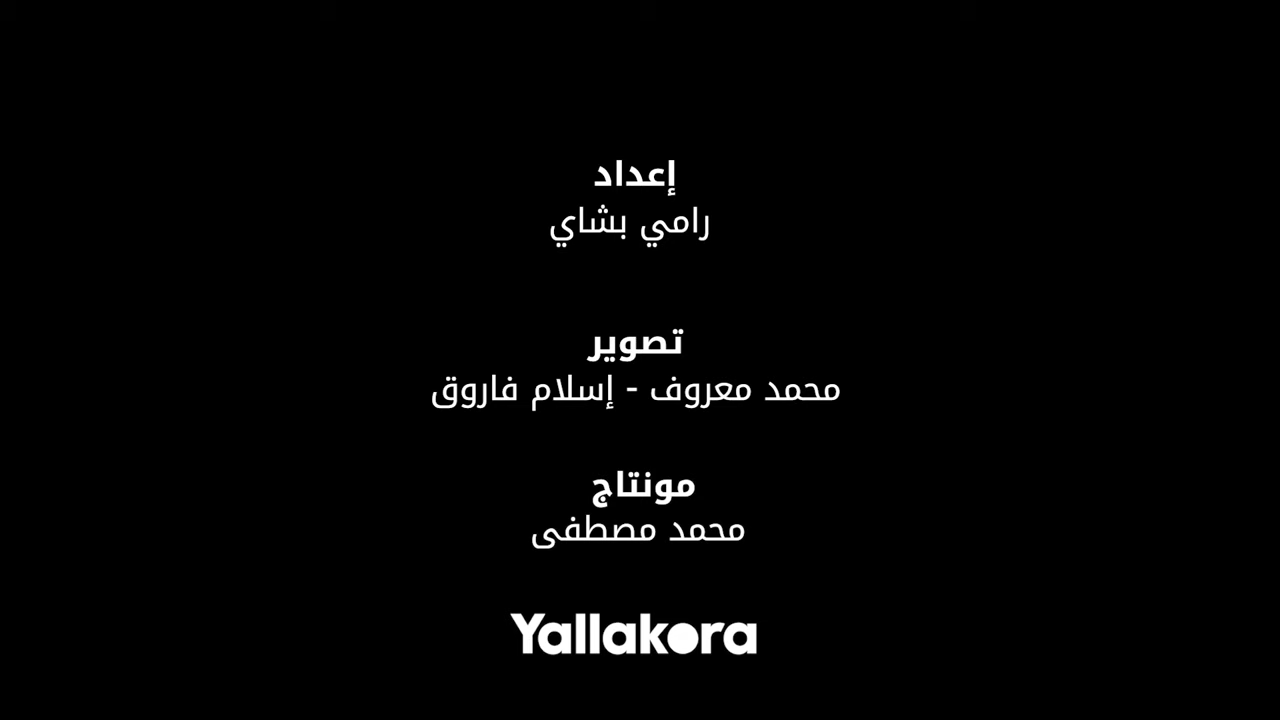 إعداد
رامي بشاي
تصوير
محمد معروف - إسلام فاروق
مونتاج
محمد مصطفى
Yallakora